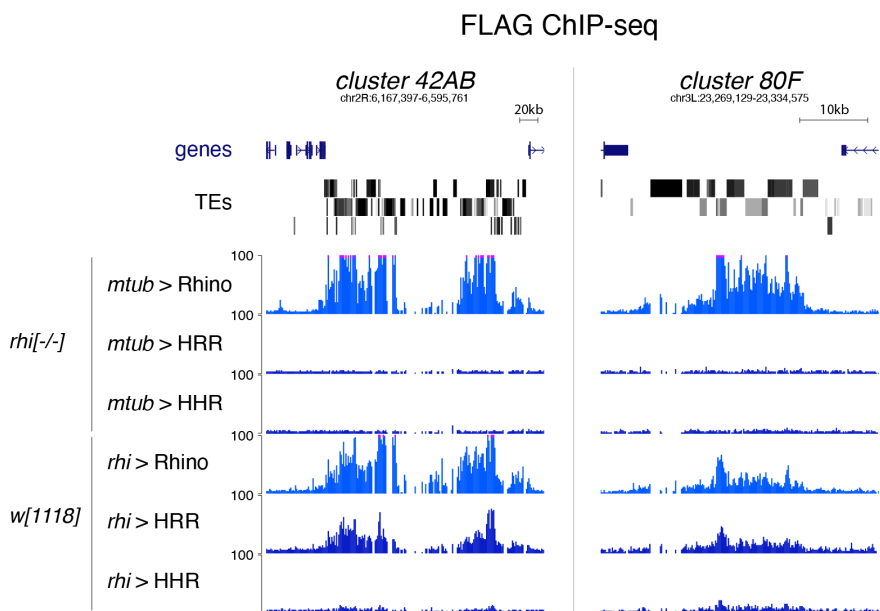 FLAG ChIP-seq
cluster 42AB
chr2R:6,167,397-6,595,761
20kb
cluster 80F
chr3L:23,269,129-23,334,575
10kb
genes
TEs
rhi[-/-]
100
mtub > Rhino
100
mtub > HRR
100
mtub > HHR
w[1118]
100
rhi > Rhino
100
rhi > HRR
100
rhi > HHR